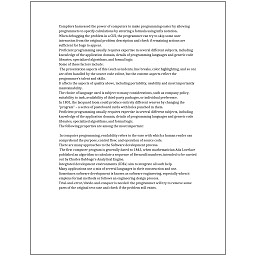 Compilers harnessed the power of computers to make programming easier by allowing
programmers to specify calculations by entering a formula using infix notation.
When debugging the problem in a GUI, the programmer can try to skip some user
interaction from the original problem description and check if remaining actions are
sufficient for bugs to appear.
Proficient programming usually requires expertise in several different subjects, including
knowledge of the application domain, details of programming languages and generic code
libraries, specialized algorithms, and formal logic.
Some of these factors include:
The presentation aspects of this (such as indents, line breaks, color highlighting, and so on)
are often handled by the source code editor, but the content aspects reflect the
programmer's talent and skills.
It affects the aspects of quality above, including portability, usability and most importantly
maintainability.
The choice of language used is subject to many considerations, such as company policy,
suitability to task, availability of third-party packages, or individual preference.
In 1801, the Jacquard loom could produce entirely different weaves by changing the
"program" – a series of pasteboard cards with holes punched in them.
Proficient programming usually requires expertise in several different subjects, including
knowledge of the application domain, details of programming languages and generic code
libraries, specialized algorithms, and formal logic.
The following properties are among the most important:
In computer programming, readability refers to the ease with which a human reader can
comprehend the purpose, control flow, and operation of source code.
There are many approaches to the Software development process.
The first computer program is generally dated to 1843, when mathematician Ada Lovelace
published an algorithm to calculate a sequence of Bernoulli numbers, intended to be carried
out by Charles Babbage's Analytical Engine.
Integrated development environments (IDEs) aim to integrate all such help.
Many applications use a mix of several languages in their construction and use.
Sometimes software development is known as software engineering, especially when it
employs formal methods or follows an engineering design process.
Trial-and-error/divide-and-conquer is needed: the programmer will try to remove some
parts of the original test case and check if the problem still exists.